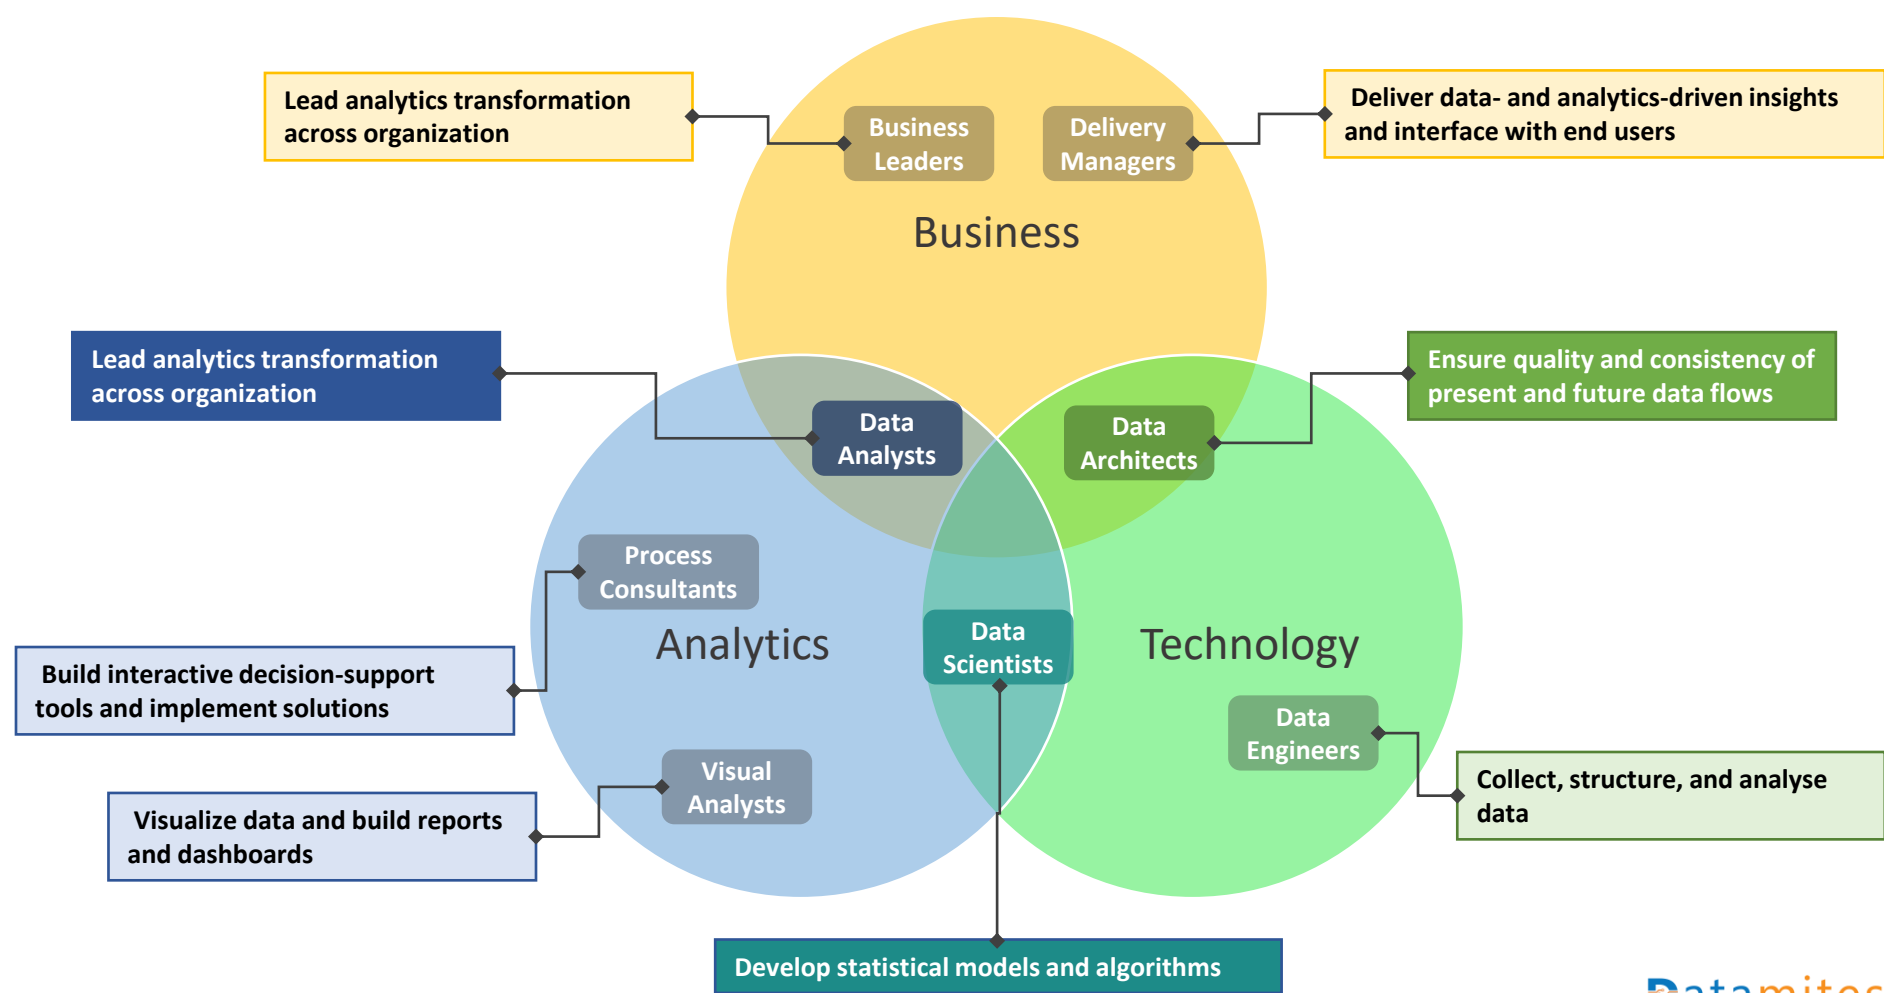 Lead analytics transformation
across organization
Business
Leaders
Delivery
Managers
Deliver data- and analytics-driven insights
and interface with end users
Business
Lead analytics transformation
across organization
Data
Analysts
Data
Architects
Ensure quality and consistency of
present and future data flows
Process
Consultants
Analytics
Data
Scientists
Technology
Build interactive decision-support
tools and implement solutions
Data
Engineers
Visual
Analysts
Collect, structure, and analyse
data
Visualize data and build reports
and dashboards
Develop statistical models and algorithms
Datamites